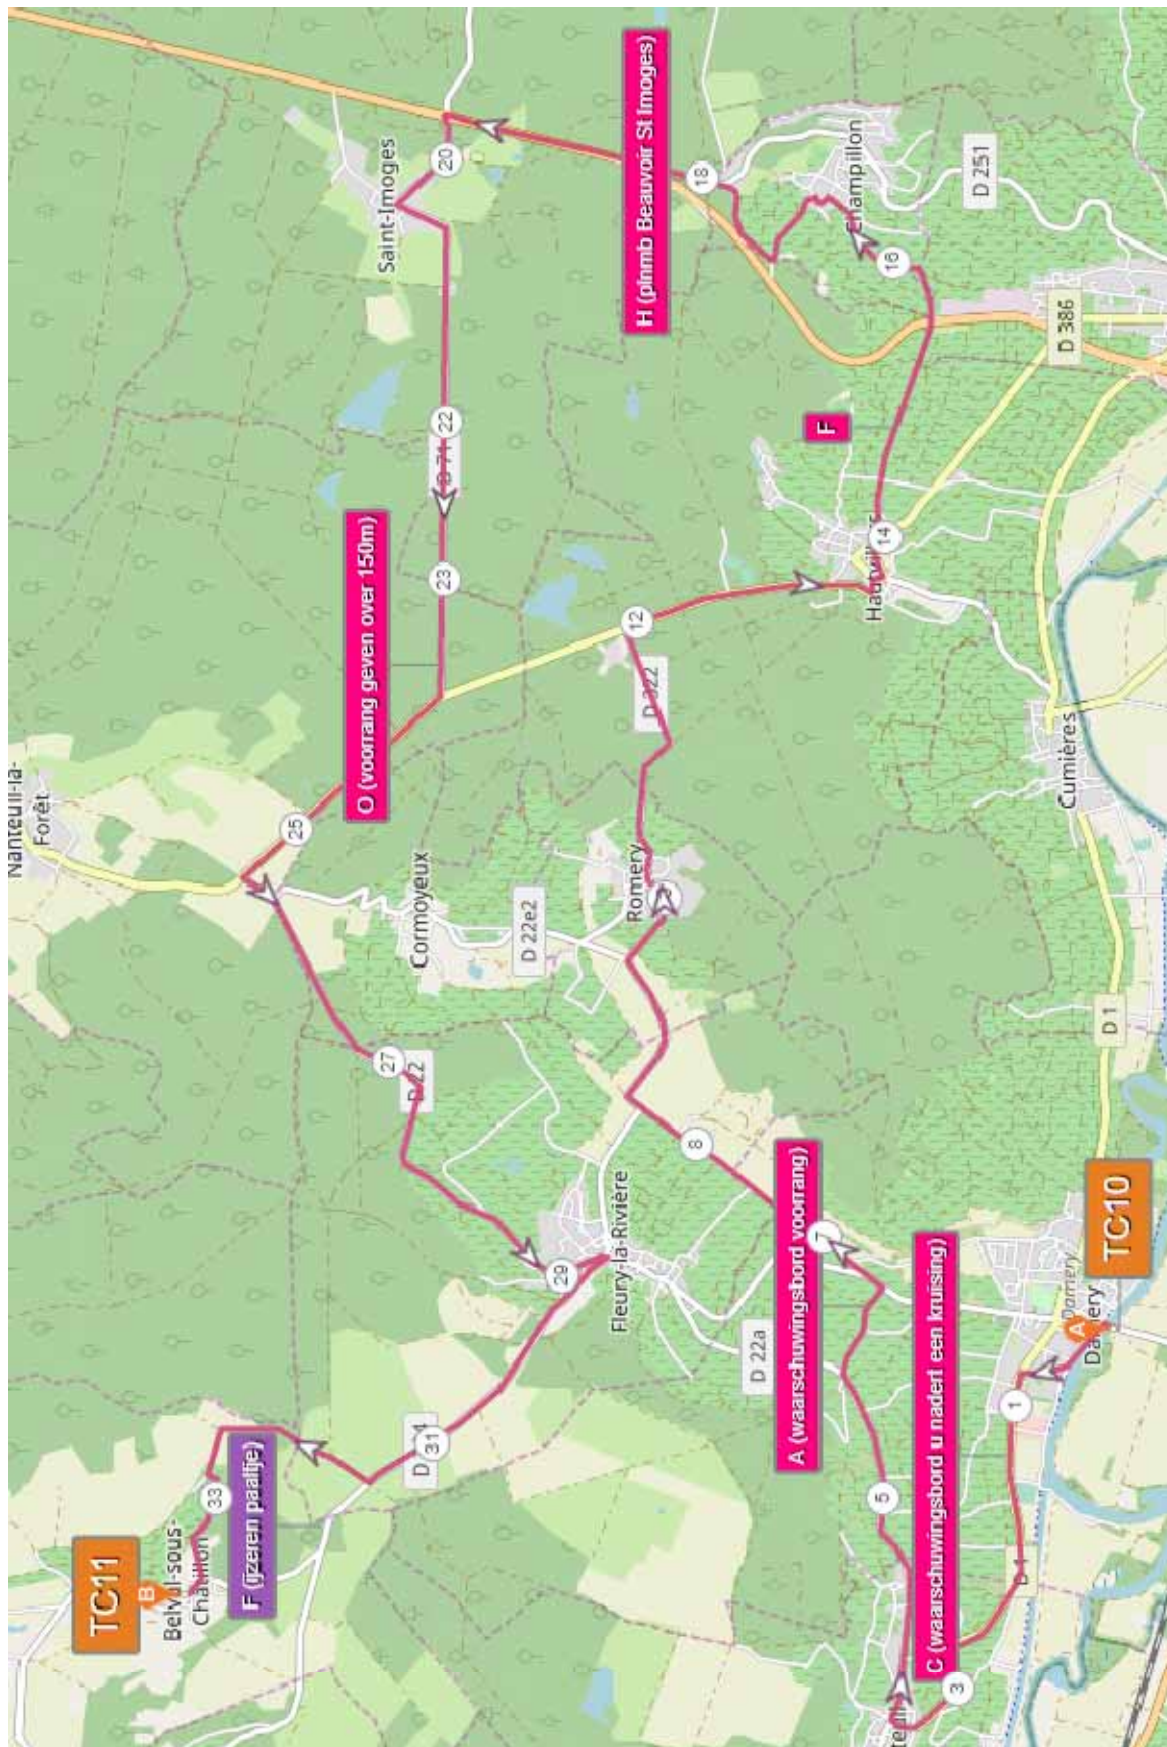 Nanteuil-la-
Forêt
Saint-Imoges
20
H (plnmb Beauvoir St Imoges)
18
Champillon
D 251
16
D 386
22
D 71
23
O (voorrang geven over 150m)
F
14
12
D 322
25
Cormoyeux
D 22e2
Romery
Cumières
D 1
27
D 22
8
Fleury-la-Rivière
29
A (waarschuwingsbord voorrang)
7
D 22a
C (waarschuwingsbord u nadert een kruising)
TC10
Damery
A
1
D 1
31
F (ijzeren paaltje)
33
TC11
B
Belval-sous-
Châtillon
5
3